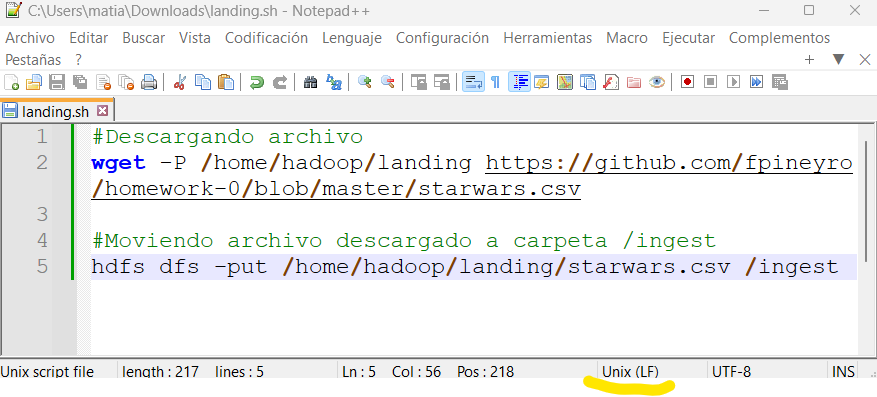 C:\Users\matia\Downloads\landing.sh - Notepad++
Archivo Editar Buscar Vista Codificación Lenguaje Configuración Herramientas Macro Ejecutar Complementos
Pestañas ? + ▼ ✕
landing.sh
1 #Descargando archivo
2 wget -P /home/hadoop/landing https://github.com/fpineyro
/homework-0/blob/master/starwars.csv
3
4 #Moviendo archivo descargado a carpeta /ingest
5 hdfs dfs -put /home/hadoop/landing/starwars.csv /ingest
Unix script file length : 217 lines : 5 Ln : 5 Col : 56 Pos : 218 Unix (LF) UTF-8 INS